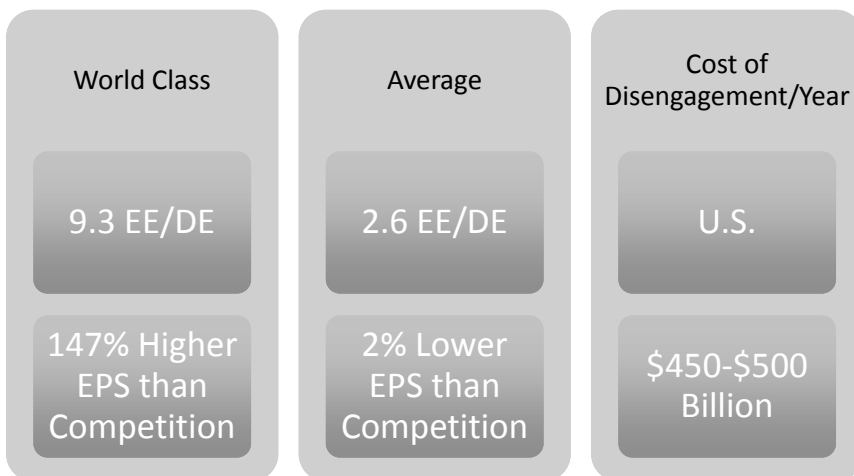 World Class
9.3 EE/DE
147% Higher
EPS than
Competition
Average
2.6 EE/DE
2% Lower
EPS than
Competition
Cost of
Disengagement/Year
U.S.
$450-$500
Billion